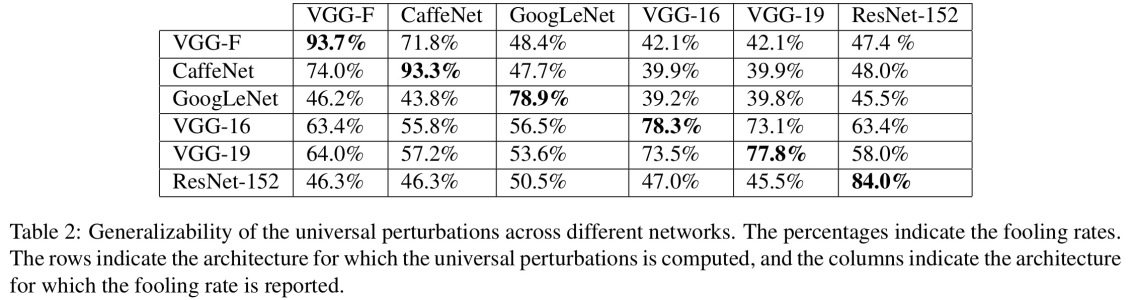 VGG-F CaffeNet GoogLeNet VGG-16 VGG-19 ResNet-152
VGG-F 93.7% 71.8% 48.4% 42.1% 42.1% 47.4 %
CaffeNet 74.0% 93.3% 47.7% 39.9% 39.9% 48.0%
GoogLeNet 46.2% 43.8% 78.9% 39.2% 39.8% 45.5%
VGG-16 63.4% 55.8% 56.5% 78.3% 73.1% 63.4%
VGG-19 64.0% 57.2% 53.6% 73.5% 77.8% 58.0%
ResNet-152 46.3% 46.3% 50.5% 47.0% 45.5% 84.0%
Table 2: Generalizability of the universal perturbations across different networks. The percentages indicate the fooling rates.
The rows indicate the architecture for which the universal perturbations is computed, and the columns indicate the architecture
for which the fooling rate is reported.